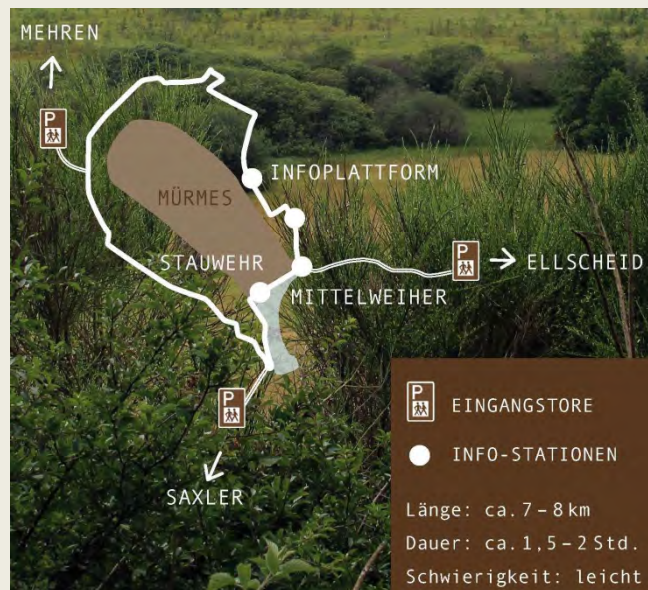 MEHREN
P
INFOPLATTFORM
MÜRMES
STAUWEHR
P
ELLSCHEID
MITTELWEIHER
P
SAXLER
P EINGANGSTORE
INFO-STATIONEN
Länge: ca. 7 – 8 km
Dauer: ca. 1,5 – 2 Std.
Schwierigkeit: leicht